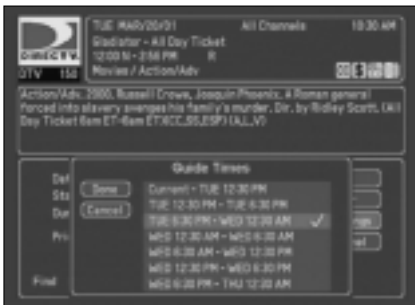 TUE MAR/20/01 All Channels 10:30 AM
Gladiator - All Day Ticket
12:00 N - 2:56 PM R
DIRECTV
DTV 150 Movies / Action/Adv
Action/Adv. 2000. Russell Crowe, Joaquin Phoenix. A Roman general
forced into slavery avenges his family's murder. Dir. by Ridley Scott. (All
Day Ticket 6am ET-6am ET)(CC,SS,ESP) (A,L,V)
Guide Times
Done
Cancel
Current - TUE 12:30 PM
TUE 12:30 PM - TUE 6:30 PM
TUE 6:30 PM - WED 12:30 AM
WED 12:30 AM - WED 6:30 AM
WED 6:30 AM - WED 12:30 PM
WED 12:30 PM - WED 6:30 PM
WED 6:30 PM - THU 12:30 AM
Find